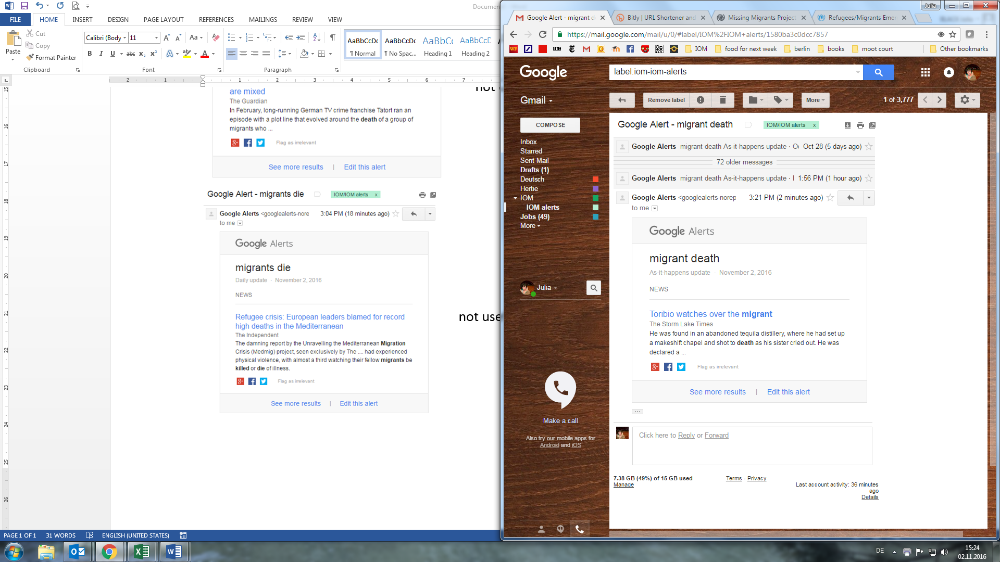 Document
FILE HOME INSERT DESIGN PAGE LAYOUT REFERENCES MAILINGS REVIEW VIEW
Paste
Cut
Copy
Format Painter
Clipboard
Calibri (Body 11
Font
Paragraph
AaBbCcDc AaBbCcDc AaBbCc AaBbCcD
¶ Normal ¶ No Spac... Heading 1 Heading 2
are mixed
The Guardian
In February, long-running German TV crime franchise Tatort ran an
episode with a plot line that evolved around the death of a group of
migrants who ...
Flag as irrelevant
See more results | Edit this alert
Google Alert - migrants die IOM/IOM alerts x
Google Alerts <googlealerts-nore 3:04 PM (18 minutes ago)
to me
Google Alerts
migrants die
Daily update · November 2, 2016
NEWS
Refugee crisis: European leaders blamed for record
high deaths in the Mediterranean
The Independent
The damning report by the Unravelling the Mediterranean Migration
Crisis (Medmig) project, seen exclusively by The .... had experienced
physical violence, with almost a third watching their fellow migrants be
killed or die of illness.
Flag as irrelevant
See more results | Edit this alert
not use
PAGE 1 OF 1 31 WORDS ENGLISH (UNITED STATES)
Julia
Google Alert - migrant d Bitly | URL Shortener and Missing Migrants Project Refugees/Migrants Emer
https://mail.google.com/mail/u/0/#label/IOM%2FIOM+alerts/1580ba3c0dcc7857
IOM food for next week berlin books moot court Other bookmarks
Google
label:iom-iom-alerts
Gmail
Remove label More 1 of 3,777
COMPOSE
Inbox
Starred
Sent Mail
Drafts (1)
Deutsch
Hertie
IOM
IOM alerts
Jobs (49)
More
Julia
Make a call
Also try our mobile apps for
Android and iOS
Google Alert - migrant death IOM/IOM alerts x
Google Alerts migrant death As-it-happens update · Oc Oct 28 (5 days ago)
72 older messages
Google Alerts migrant death As-it-happens update · 1:56 PM (1 hour ago)
Google Alerts <googlealerts-norep 3:21 PM (2 minutes ago)
to me
Google Alerts
migrant death
As-it-happens update · November 2, 2016
NEWS
Toribio watches over the migrant
The Storm Lake Times
He was found in an abandoned tequila distillery, where he had set up
a makeshift chapel and shot to death as his sister cried out. He was
declared a ...
Flag as irrelevant
See more results | Edit this alert
Click here to Reply or Forward
7.38 GB (49%) of 15 GB used
Manage
Terms - Privacy
Last account activity: 36 minutes
ago
Details
DE
15:24
02.11.2016